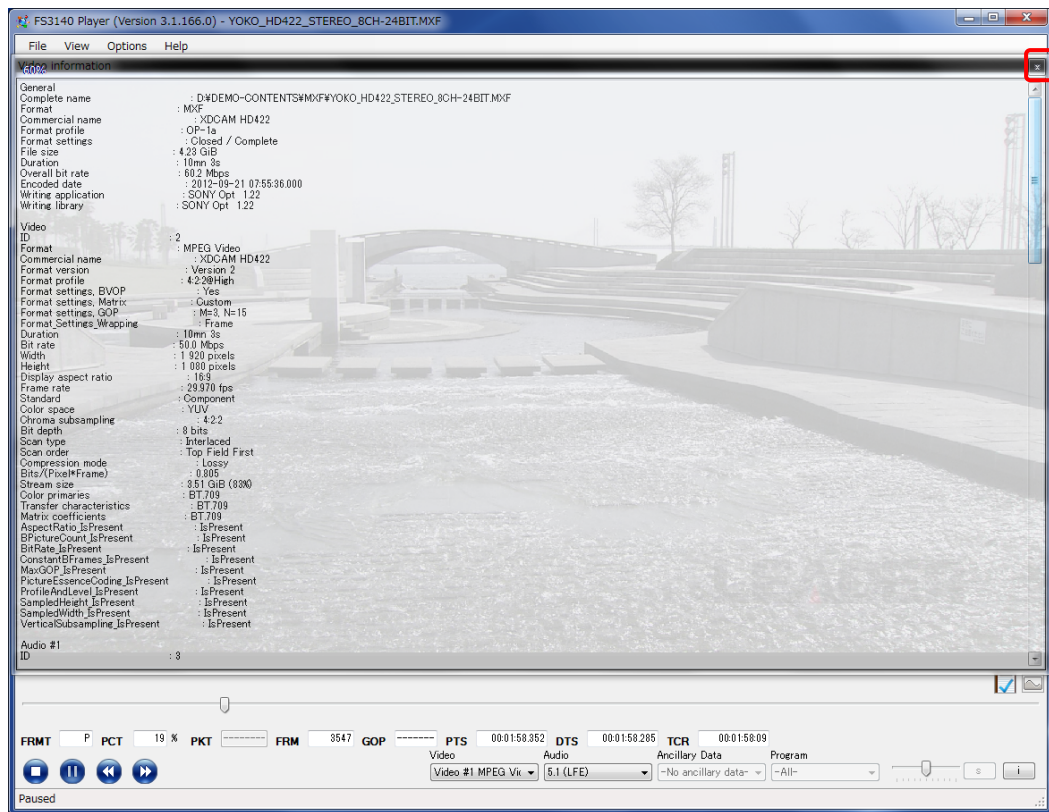 FS3140 Player (Version 3.1.166.0) - YOKO_HD422_STEREO_8CH-24BIT.MXF
File View Options Help
Video information
60%
General
Complete name : D:¥DEMO-CONTENTS¥MXF¥YOKO_HD422_STEREO_8CH-24BIT.MXF
Format : MXF
Commercial name : XDCAM HD422
Format profile : OP-1a
Format settings : Closed / Complete
File size : 4.23 GiB
Duration : 10mn 3s
Overall bit rate : 60.2 Mbps
Encoded date : 2012-09-21 07:55:36.000
Writing application : SONY Opt 1.22
Writing library : SONY Opt 1.22
Video
ID : 2
Format : MPEG Video
Commercial name : XDCAM HD422
Format version : Version 2
Format profile : 4:2:2@High
Format settings, BVOP : Yes
Format settings, Matrix : Custom
Format settings, GOP : M=3, N=15
Format_Settings_Wrapping : Frame
Duration : 10mn 3s
Bit rate : 50.0 Mbps
Width : 1 920 pixels
Height : 1 080 pixels
Display aspect ratio : 16:9
Frame rate : 29.970 fps
Standard : Component
Color space : YUV
Chroma subsampling : 4:2:2
Bit depth : 8 bits
Scan type : Interlaced
Scan order : Top Field First
Compression mode : Lossy
Bits/(Pixel*Frame) : 0.805
Stream size : 3.51 GiB (83%)
Color primaries : BT.709
Transfer characteristics : BT.709
Matrix coefficients : BT.709
AspectRatio_IsPresent : IsPresent
BPictureCount_IsPresent : IsPresent
BitRate_IsPresent : IsPresent
ConstantBFrames_IsPresent : IsPresent
MaxGOP_IsPresent : IsPresent
PictureEssenceCoding_IsPresent : IsPresent
ProfileAndLevel_IsPresent : IsPresent
SampledHeight_IsPresent : IsPresent
SampledWidth_IsPresent : IsPresent
VerticalSubsampling_IsPresent : IsPresent
Audio #1
ID : 3
FRMT P PCT 19 % PKT -------- FRM 3547 GOP ------ PTS 00:01:58.352 DTS 00:01:58.285 TCR 00:01:58:09
Video Audio Ancillary Data Program
Video #1 MPEG Vic 5.1 (LFE) -No ancillary data- -All- s i
Paused